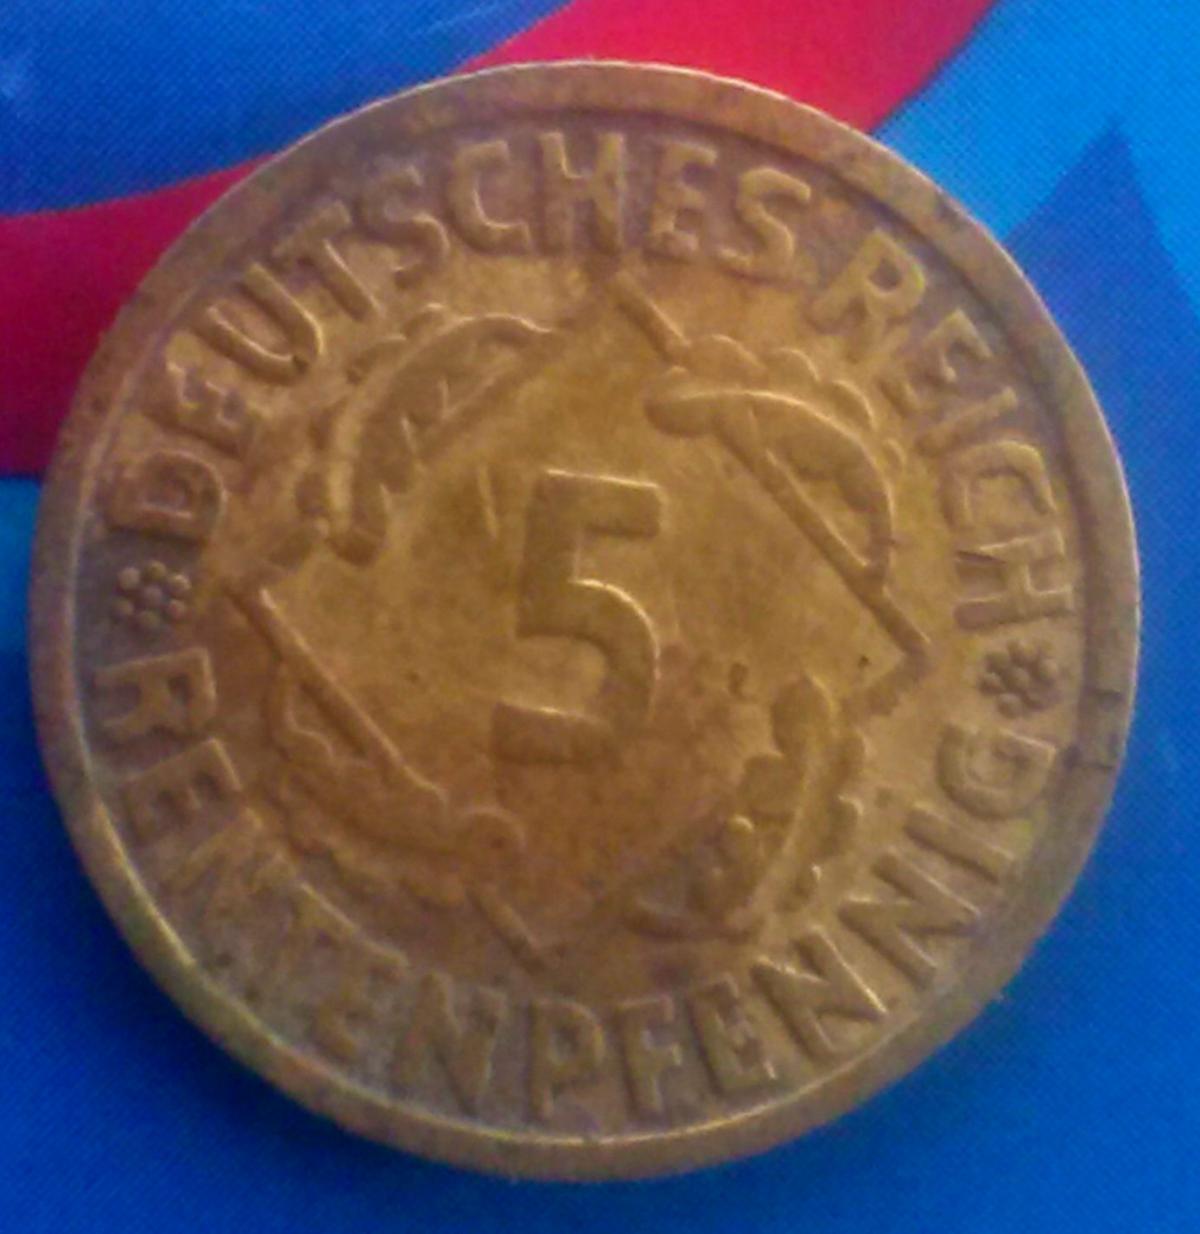 DEUTSCHES REICH
5
RENTENPFENNIG